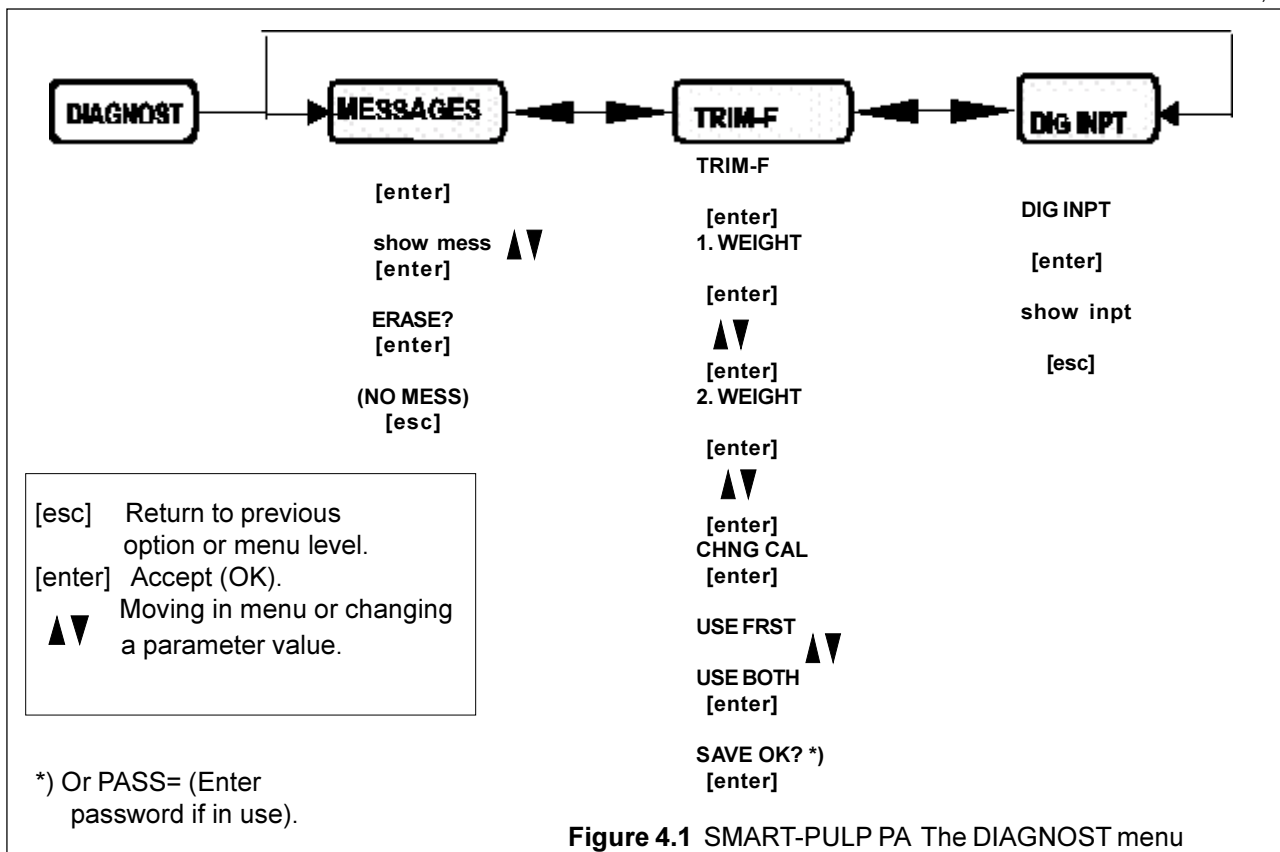 DIAGNOST
MESSAGES
TRIM-F
DIG INPT
[enter]
show mess ▲▼
[enter]
ERASE?
[enter]
(NO MESS)
[esc]
TRIM-F
[enter]
1. WEIGHT
[enter]
▲▼
[enter]
2. WEIGHT
[enter]
▲▼
[enter]
CHNG CAL
[enter]
USE FRST
▲▼
USE BOTH
[enter]
SAVE OK? *)
[enter]
DIG INPT
[enter]
show inpt
[esc]
[esc] Return to previous
option or menu level.
[enter] Accept (OK).
▲▼ Moving in menu or changing
a parameter value.
*) Or PASS= (Enter
password if in use).
Figure 4.1 SMART-PULP PA The DIAGNOST menu